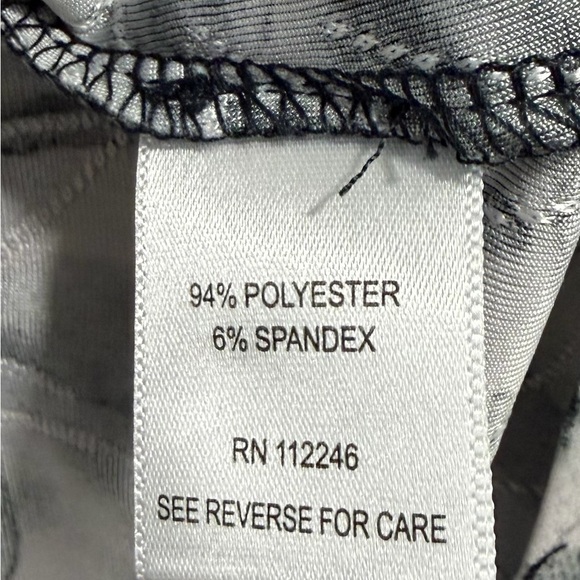 94% POLYESTER
6% SPANDEX
RN 112246
SEE REVERSE FOR CARE